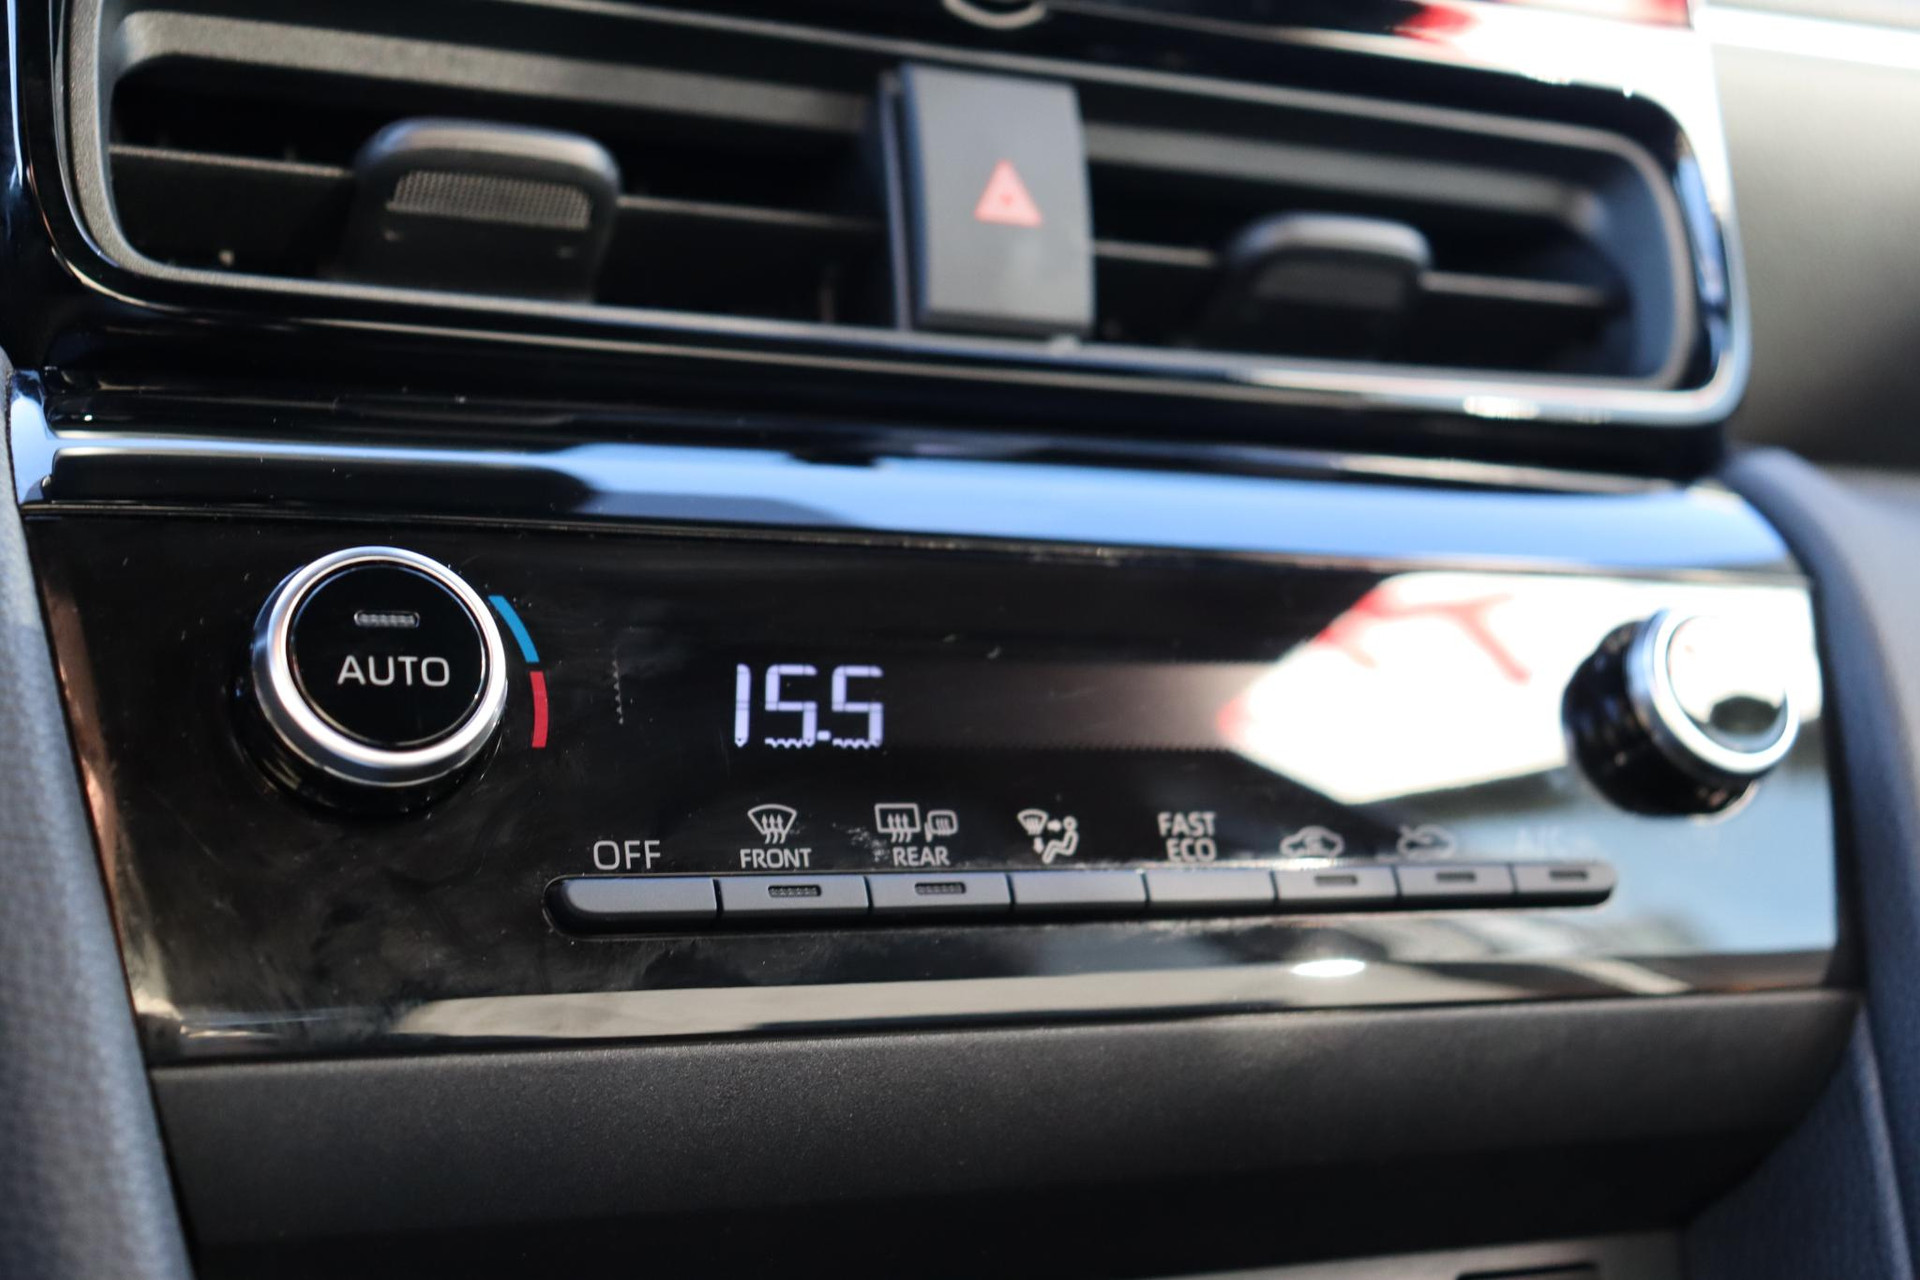 AUTO
15.5
OFF
FRONT
REAR
FAST
ECO
A/C